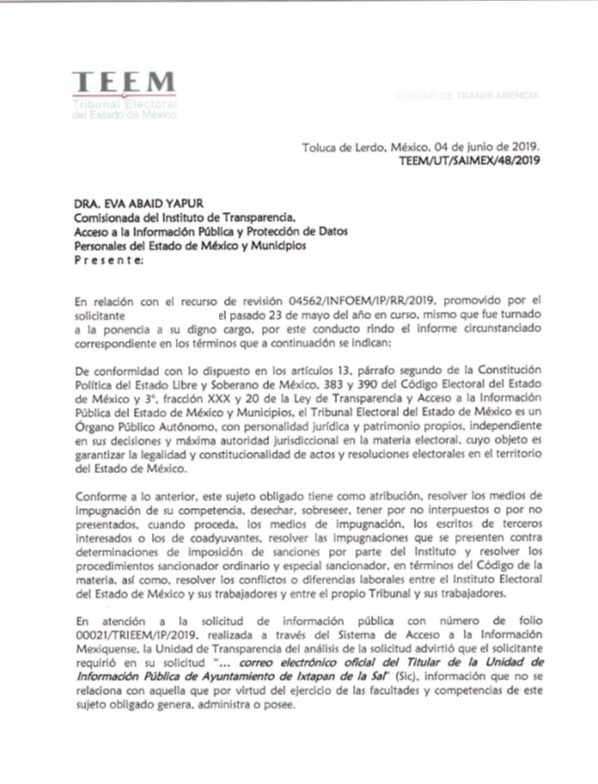 TEEM
Tribunal Electoral
del Estado de México
UNIDAD DE TRANSPARENCIA
Toluca de Lerdo, México, 04 de junio de 2019.
TEEM/UT/SAIMEX/48/2019
DRA. EVA ABAID YAPUR
Comisionada del Instituto de Transparencia,
Acceso a la Información Pública y Protección de Datos
Personales del Estado de México y Municipios
P r e s e n t e:
En relación con el recurso de revisión 04562/INFOEM/IP/RR/2019, promovido por el
solicitante el pasado 23 de mayo del año en curso, mismo que fue turnado
a la ponencia a su digno cargo, por este conducto rindo el informe circunstanciado
correspondiente en los términos que a continuación se indican:
De conformidad con lo dispuesto en los artículos 13, párrafo segundo de la Constitución
Política del Estado Libre y Soberano de México, 383 y 390 del Código Electoral del Estado
de México y 3°, fracción XXX y 20 de la Ley de Transparencia y Acceso a la Información
Pública del Estado de México y Municipios, el Tribunal Electoral del Estado de México es un
Órgano Público Autónomo, con personalidad jurídica y patrimonio propios, independiente
en sus decisiones y máxima autoridad jurisdiccional en la materia electoral, cuyo objeto es
garantizar la legalidad y constitucionalidad de actos y resoluciones electorales en el territorio
del Estado de México.
Conforme a lo anterior, este sujeto obligado tiene como atribución, resolver los medios de
impugnación de su competencia, desechar, sobreseer, tener por no interpuestos o por no
presentados, cuando proceda, los medios de impugnación, los escritos de terceros
interesados o los de coadyuvantes, resolver las impugnaciones que se presenten contra
determinaciones de imposición de sanciones por parte del Instituto y resolver los
procedimientos sancionador ordinario y especial sancionador, en términos del Código de la
materia, así como, resolver los conflictos o diferencias laborales entre el Instituto Electoral
del Estado de México y sus trabajadores y entre el propio Tribunal y sus trabajadores.
En atención a la solicitud de información pública con número de folio
00021/TRIEEM/IP/2019, realizada a través del Sistema de Acceso a la Información
Mexiquense, la Unidad de Transparencia del análisis de la solicitud advirtió que el solicitante
requirió en su solicitud "... correo electrónico oficial del Titular de la Unidad de
Información Pública de Ayuntamiento de Ixtapan de la Sal" (Sic), información que no se
relaciona con aquella que por virtud del ejercicio de las facultades y competencias de este
sujeto obligado genera, administra o posee.